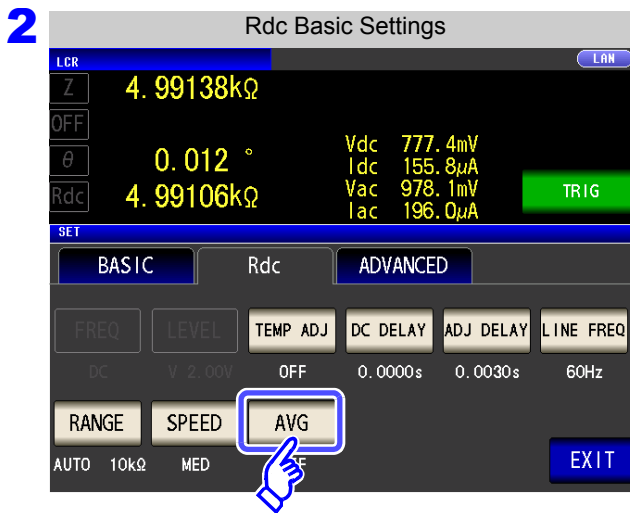 2
Rdc Basic Settings
LCR
LAN
Z 4.99138kΩ
OFF
θ 0.012 °
Rdc 4.99106kΩ
Vdc 777.4mV
Idc 155.8μA
Vac 978.1mV
Iac 196.0μA
TRIG
SET
BASIC Rdc ADVANCED
FREQ LEVEL TEMP ADJ DC DELAY ADJ DELAY LINE FREQ
DC V 2.00V OFF 0.0000s 0.0030s 60Hz
RANGE SPEED AVG
AUTO 10kΩ MED
EXIT